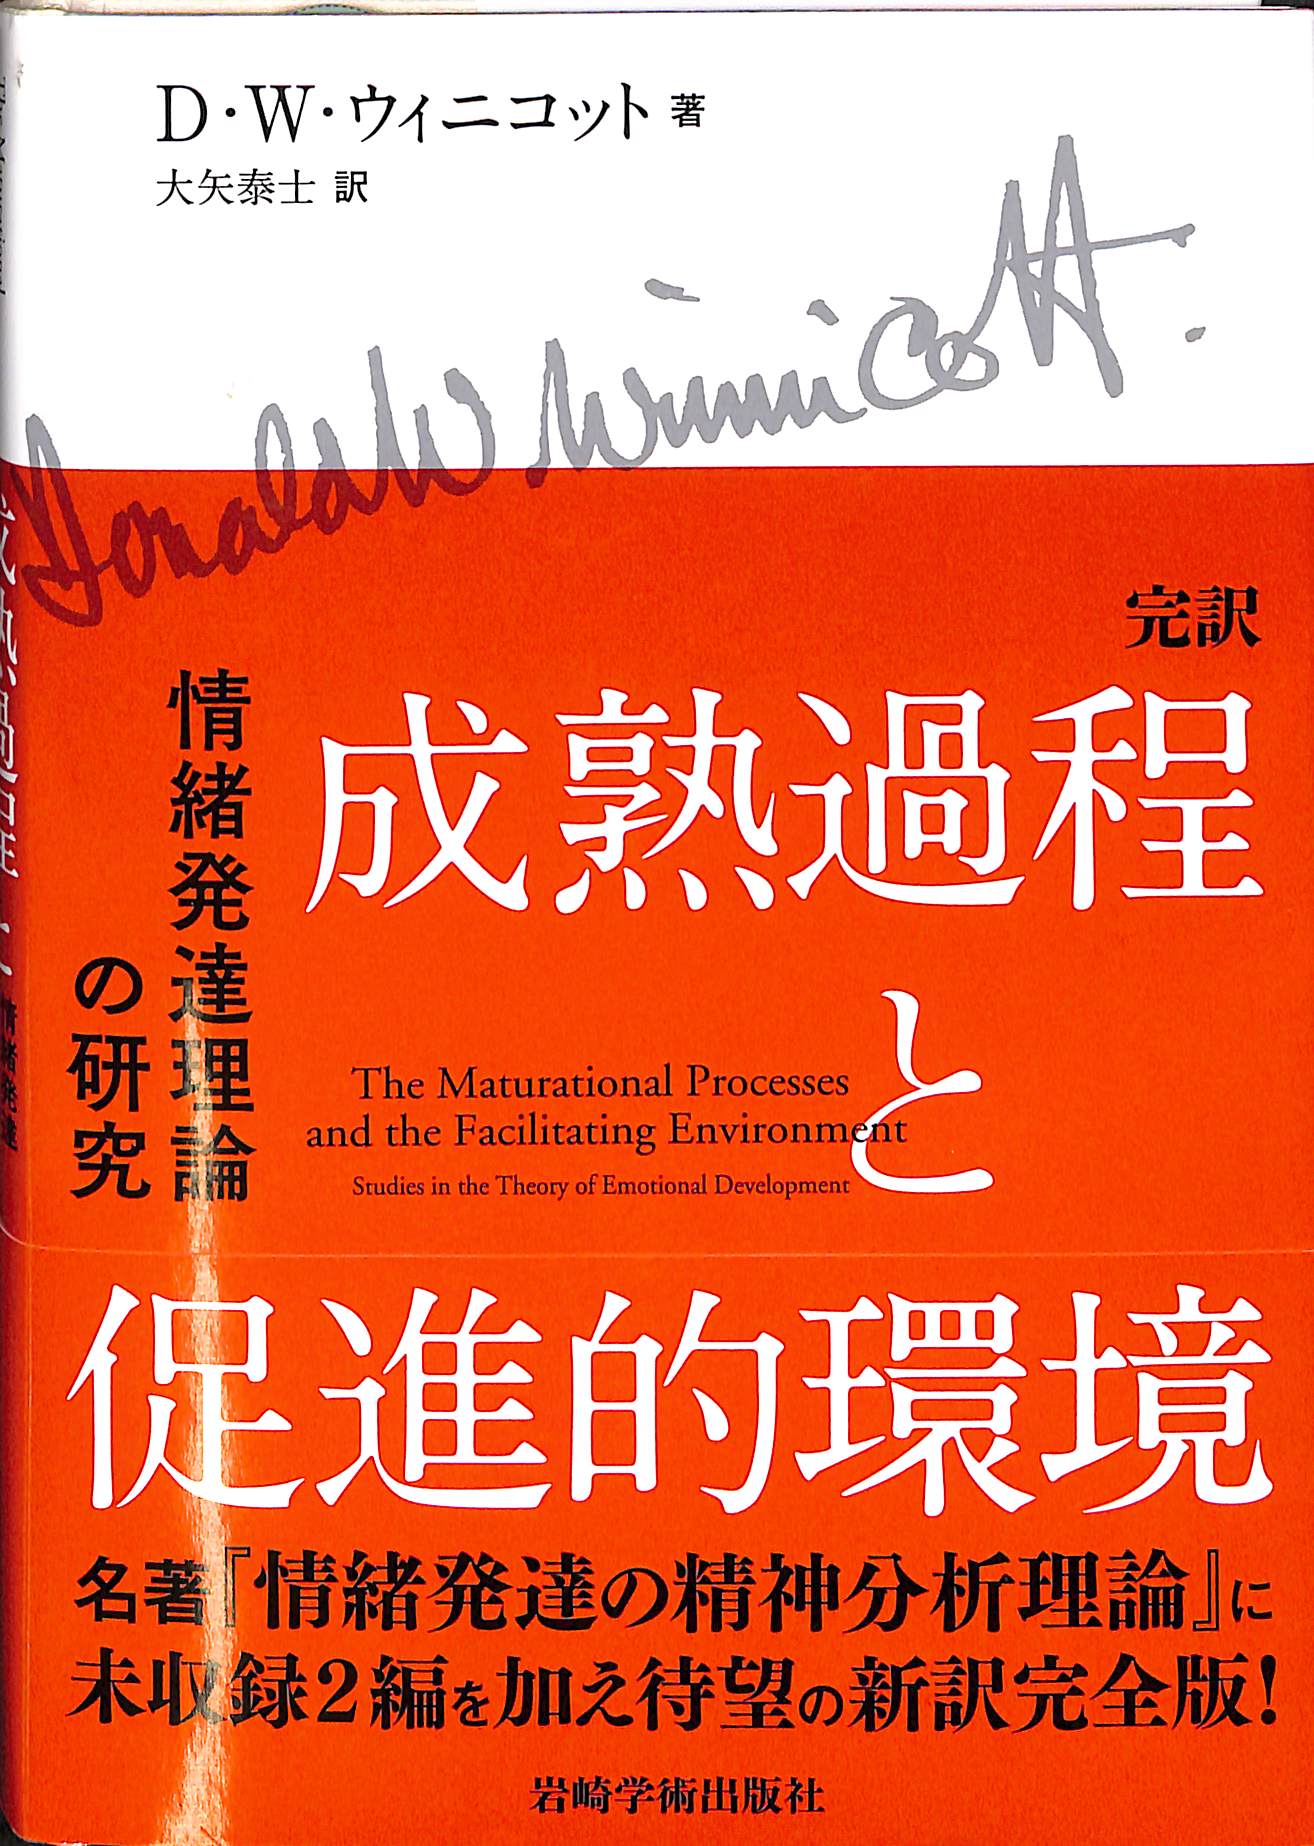 D・W・ウィニコット 著
大矢泰士 訳
Donald W Winnicott.
完訳
成熟過程
と
促進的環境
情緒発達理論
の研究
The Maturational Processes
and the Facilitating Environment
Studies in the Theory of Emotional Development
名著『情緒発達の精神分析理論』に
未収録2編を加え待望の新訳完全版!
岩崎学術出版社